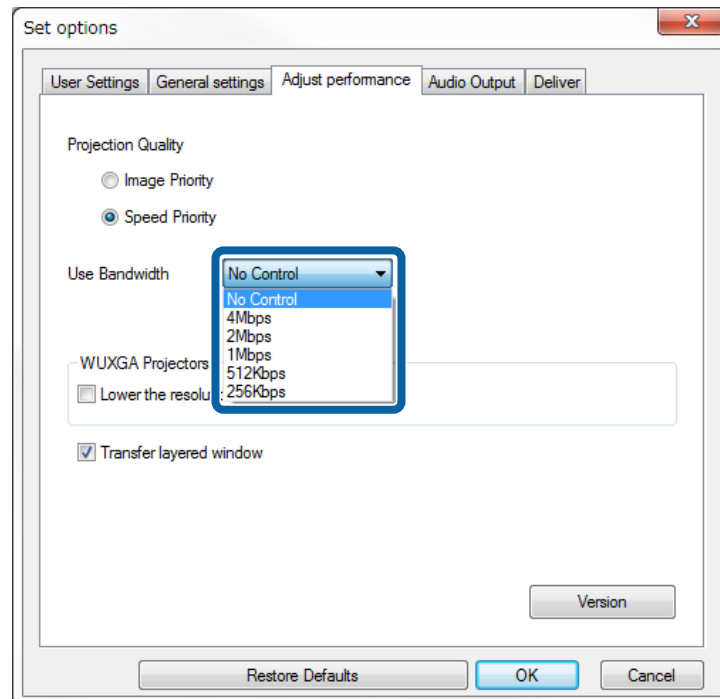 Set options
User Settings General settings Adjust performance Audio Output Deliver
Projection Quality
Image Priority
Speed Priority
Use Bandwidth No Control
No Control
4Mbps
2Mbps
1Mbps
512Kbps
256Kbps
WUXGA Projectors
Lower the
Transfer layered window
Version
Restore Defaults OK Cancel